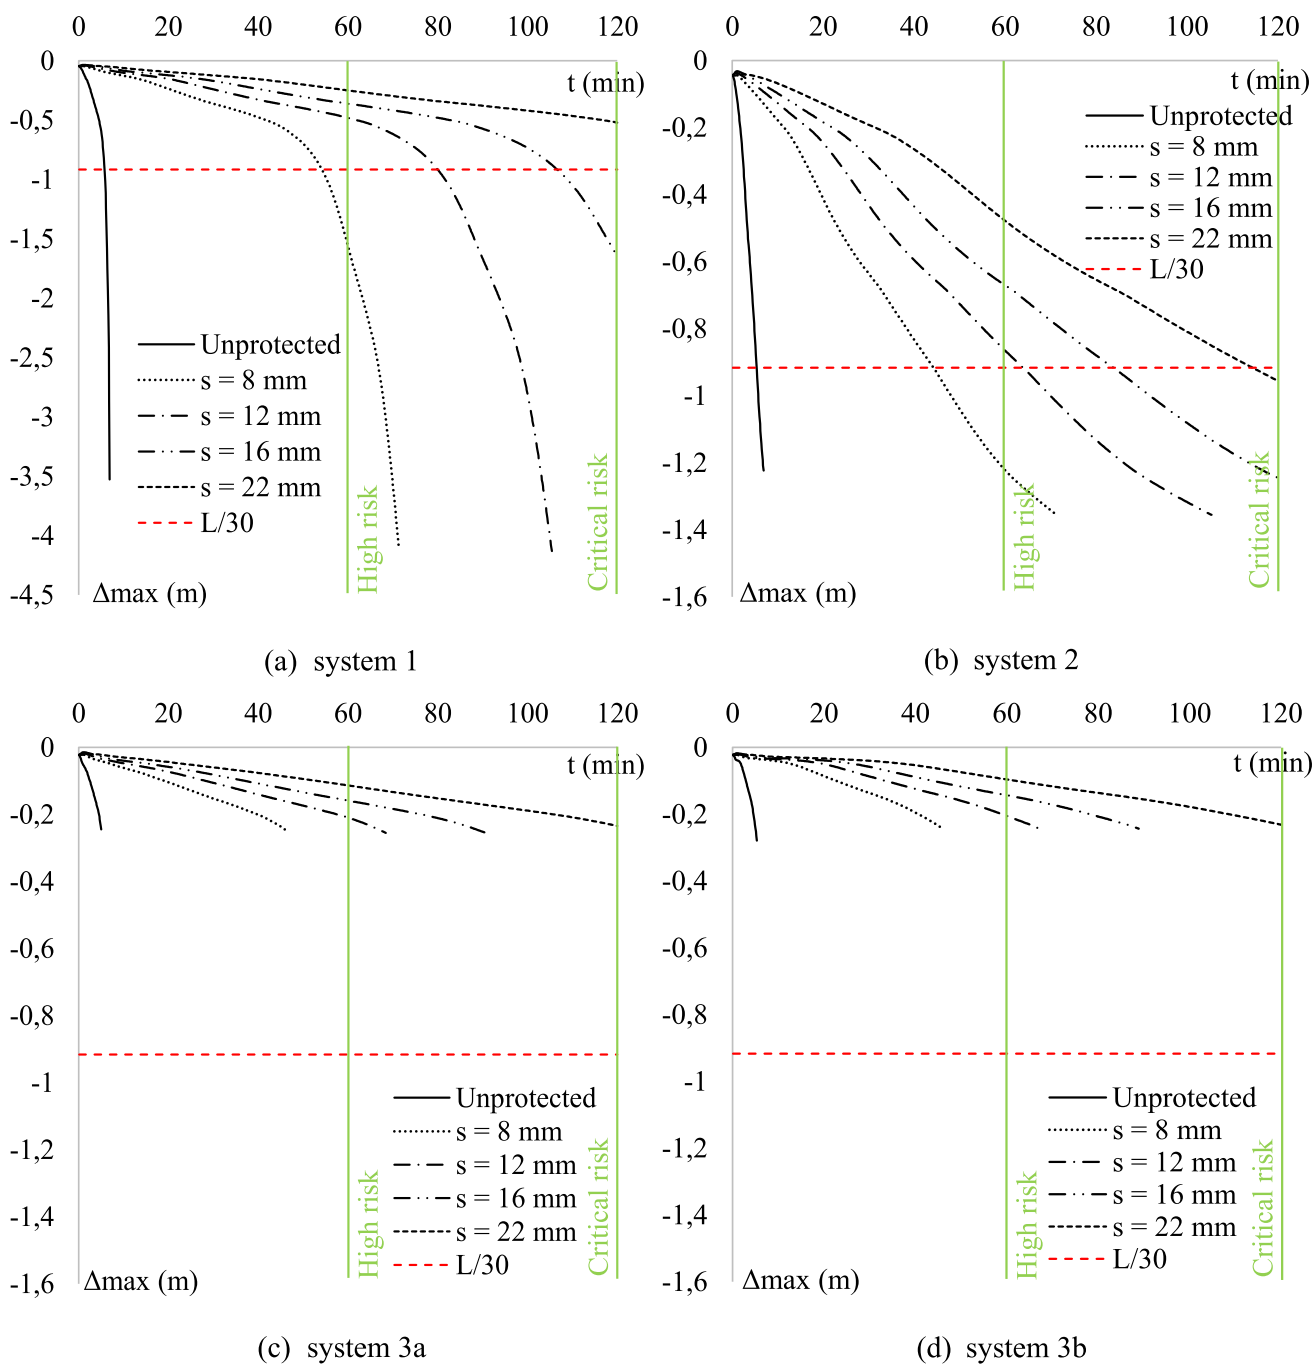 0 20 40 60 80 100 120
0
-0,5
-1
-1,5
-2
-2,5
-3
-3,5
-4
-4,5
t (min)
Unprotected
s = 8 mm
s = 12 mm
s = 16 mm
s = 22 mm
L/30
High risk
Critical risk
Δmax (m)
(a) system 1
0 20 40 60 80 100 120
0
-0,2
-0,4
-0,6
-0,8
-1
-1,2
-1,4
-1,6
t (min)
Unprotected
s = 8 mm
s = 12 mm
s = 16 mm
s = 22 mm
L/30
High risk
Critical risk
Δmax (m)
(b) system 2
0 20 40 60 80 100 120
0
-0,2
-0,4
-0,6
-0,8
-1
-1,2
-1,4
-1,6
t (min)
Unprotected
s = 8 mm
s = 12 mm
s = 16 mm
s = 22 mm
L/30
High risk
Critical risk
Δmax (m)
(c) system 3a
0 20 40 60 80 100 120
0
-0,2
-0,4
-0,6
-0,8
-1
-1,2
-1,4
-1,6
t (min)
Unprotected
s = 8 mm
s = 12 mm
s = 16 mm
s = 22 mm
L/30
High risk
Critical risk
Δmax (m)
(d) system 3b